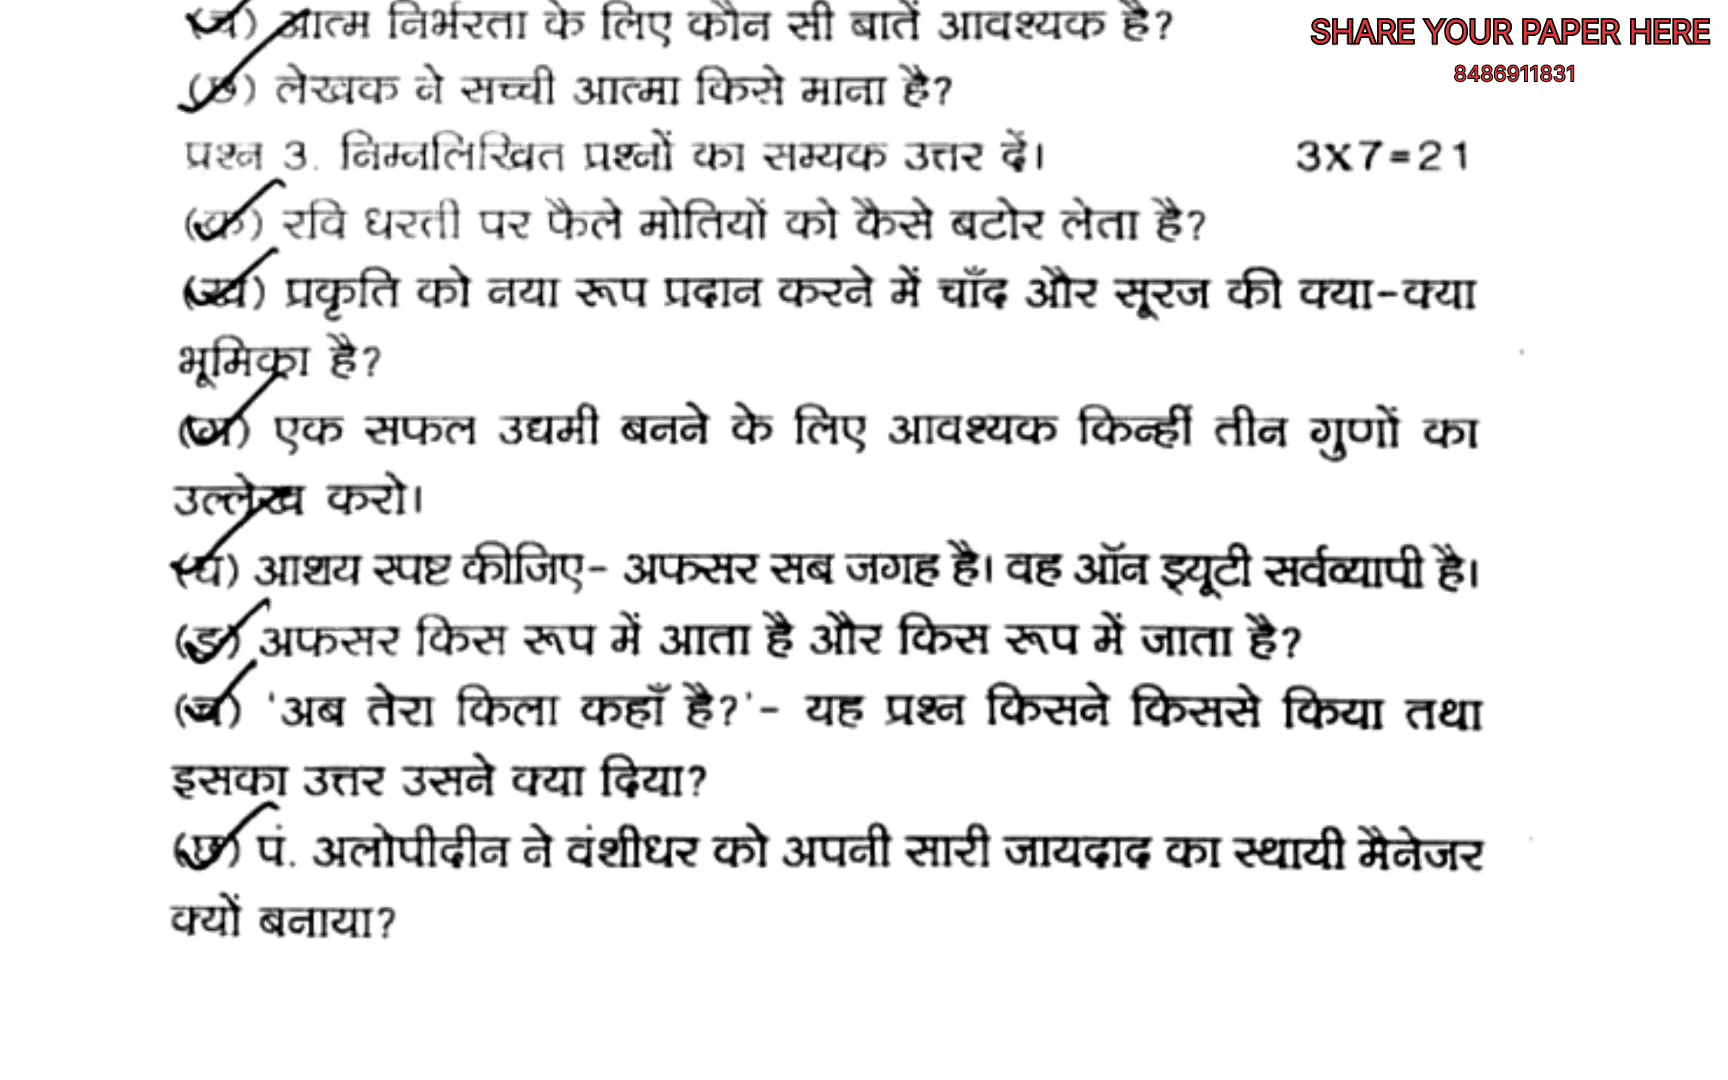 (च) आत्म निर्भरता के लिए कौन सी बातें आवश्यक है?
SHARE YOUR PAPER HERE
8486911831
(छ) लेखक ने सच्ची आत्मा किसे माना है?
प्रश्न 3. निम्नलिखित प्रश्नों का सम्यक उत्तर दें। 3X7=21
(क) रवि धरती पर फैले मोतियों को कैसे बटोर लेता है?
(ख) प्रकृति को नया रूप प्रदान करने में चाँद और सूरज की क्या-क्या
भूमिका है?
(ग) एक सफल उद्यमी बनने के लिए आवश्यक किन्हीं तीन गुणों का
उल्लेख करो।
(घ) आशय स्पष्ट कीजिए- अफसर सब जगह है। वह ऑन ड्यूटी सर्वव्यापी है।
(ङ) अफसर किस रूप में आता है और किस रूप में जाता है?
(च) 'अब तेरा किला कहाँ है?'- यह प्रश्न किसने किससे किया तथा
इसका उत्तर उसने क्या दिया?
(छ) पं. अलोपीदीन ने वंशीधर को अपनी सारी जायदाद का स्थायी मैनेजर
क्यों बनाया?